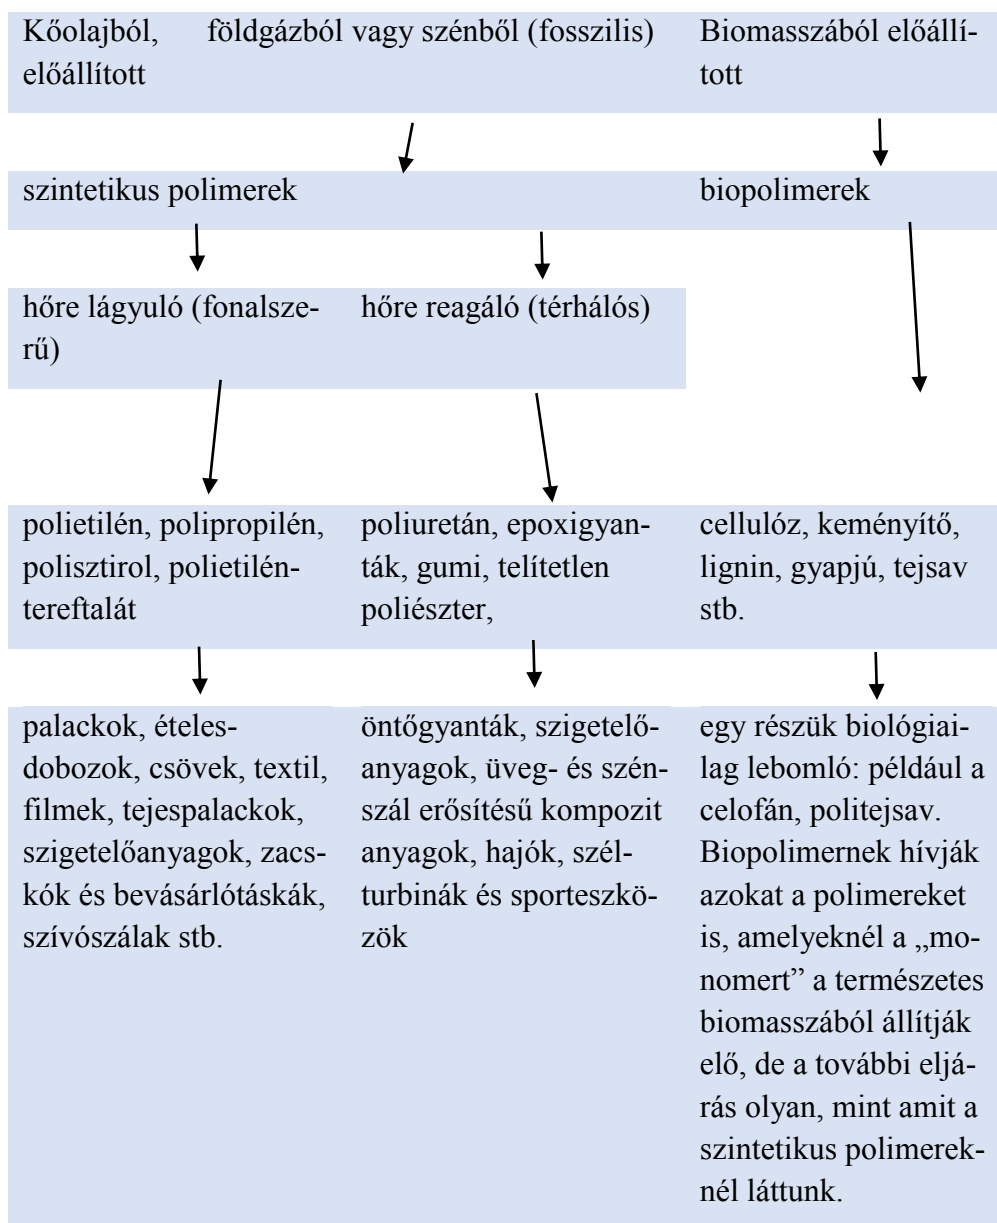 Kőolajból, földgázból vagy szénből (fosszilis)
előállított
Biomasszából előállí-
tott
szintetikus polimerek
biopolimerek
hőre lágyuló (fonalsze-
rű)
hőre reagáló (térhálós)
polietilén, polipropilén,
polisztirol, polietilén-
tereftalát
poliuretán, epoxigyan-
ták, gumi, telítetlen
poliészter,
cellulóz, keményítő,
lignin, gyapjú, tejsav
stb.
palackok, ételes-
dobozok, csövek, textil,
filmek, tejespalackok,
szigetelőanyagok, zacs-
kók és bevásárlótáskák,
szívószálak stb.
öntőgyanták, szigetelő-
anyagok, üveg- és szén-
szál erősítésű kompozit
anyagok, hajók, szél-
turbinák és sporteszkö-
zök
egy részük biológiai-
lag lebomló: például a
celofán, politejsav.
Biopolimernek hívják
azokat a polimereket
is, amelyeknél a „mo-
nomert” a természetes
biomasszából állítják
elő, de a további eljá-
rás olyan, mint amit a
szintetikus polimerek-
nél láttunk.